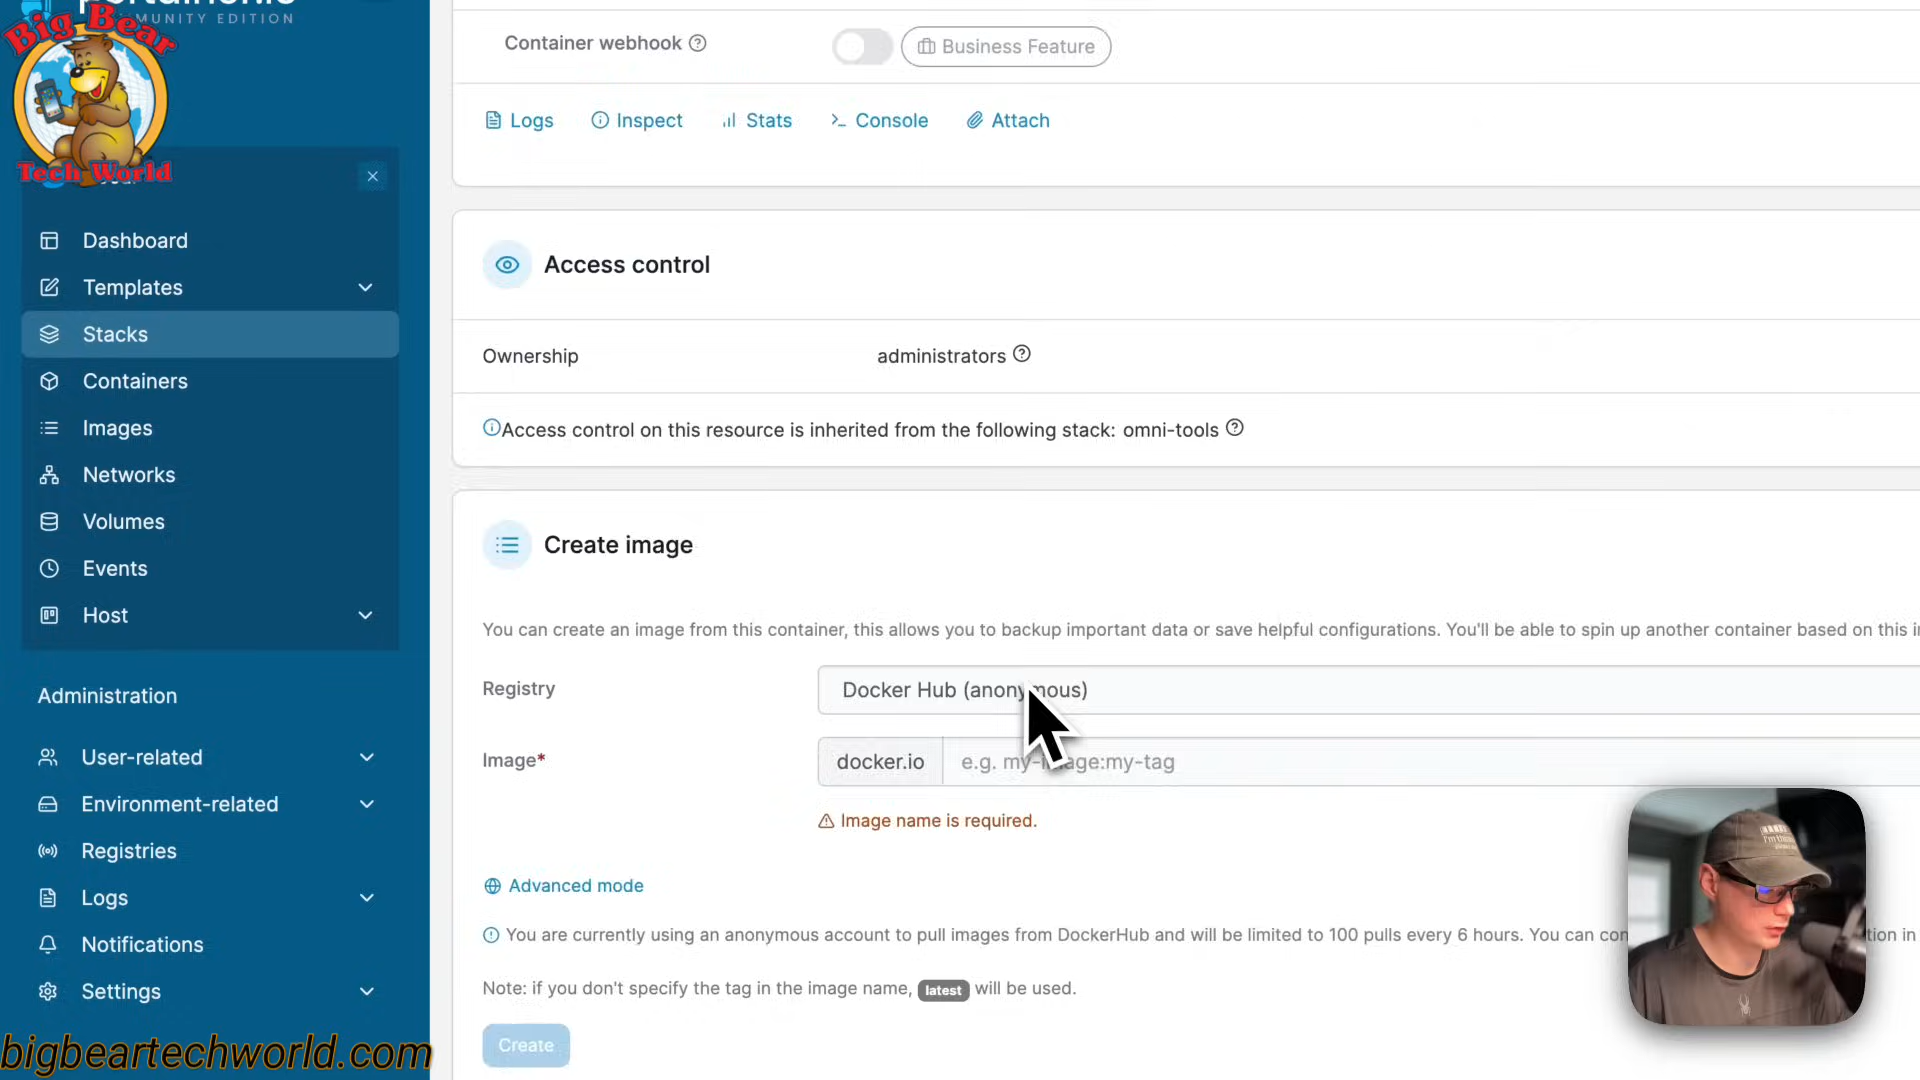 portainer.io
COMMUNITY EDITION
Big Bear
Tech World
Dashboard
Templates
Stacks
Containers
Images
Networks
Volumes
Events
Host
Administration
User-related
Environment-related
Registries
Logs
Notifications
Settings
bigbeartechworld.com
Container webhook
Business Feature
Logs Inspect Stats Console Attach
Access control
Ownership administrators
Access control on this resource is inherited from the following stack: omni-tools
Create image
You can create an image from this container, this allows you to backup important data or save helpful configurations. You'll be able to spin up another container based on this
Registry Docker Hub (anonymous)
Image* docker.io e.g. my-image:my-tag
Image name is required.
Advanced mode
You are currently using an anonymous account to pull images from DockerHub and will be limited to 100 pulls every 6 hours. You can in
Note: if you don't specify the tag in the image name, latest will be used.
Create